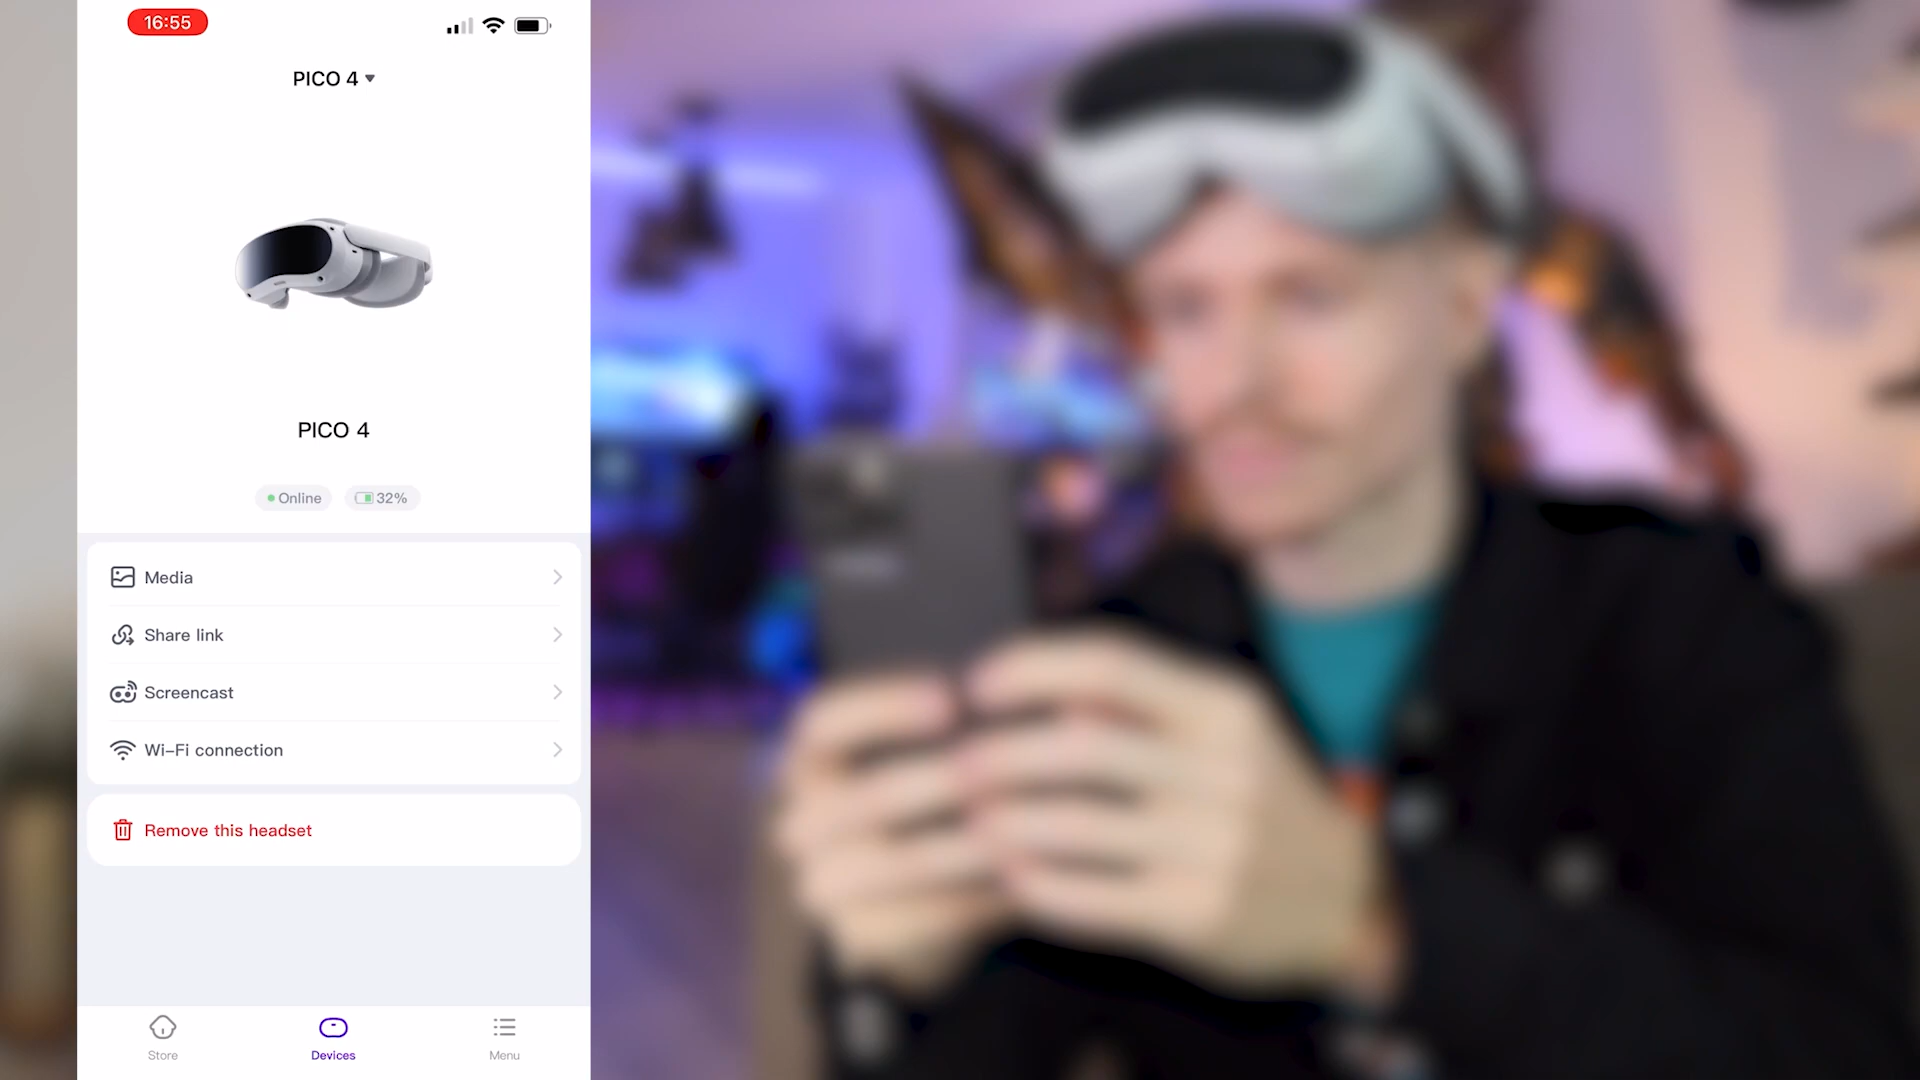 16:55
PICO 4
PICO 4
Online
32%
Media
Share link
Screencast
Wi-Fi connection
Remove this headset
Store
Devices
Menu